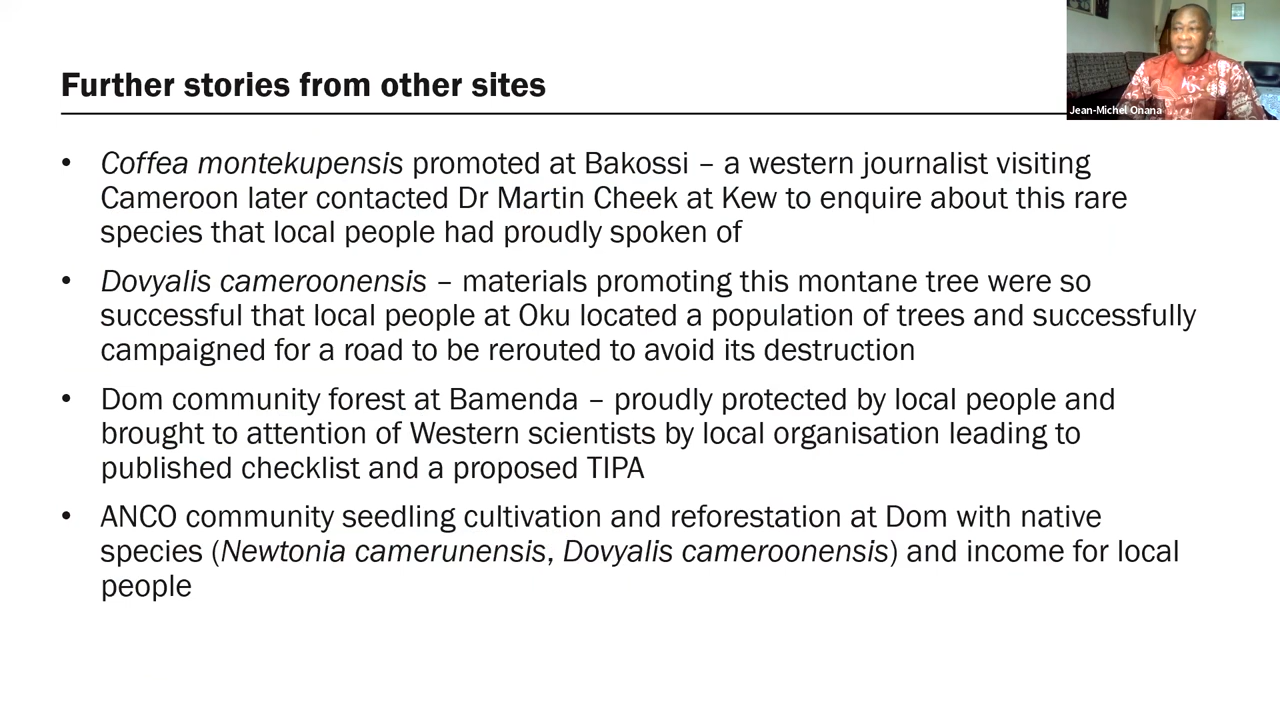 Jean-Michel Onana
Further stories from other sites
• Coffea montekupensis promoted at Bakossi – a western journalist visiting
Cameroon later contacted Dr Martin Cheek at Kew to enquire about this rare
species that local people had proudly spoken of
• Dovyalis cameroonensis – materials promoting this montane tree were so
successful that local people at Oku located a population of trees and successfully
campaigned for a road to be rerouted to avoid its destruction
• Dom community forest at Bamenda – proudly protected by local people and
brought to attention of Western scientists by local organisation leading to
published checklist and a proposed TIPA
• ANCO community seedling cultivation and reforestation at Dom with native
species (Newtonia camerunensis, Dovyalis cameroonensis) and income for local
people